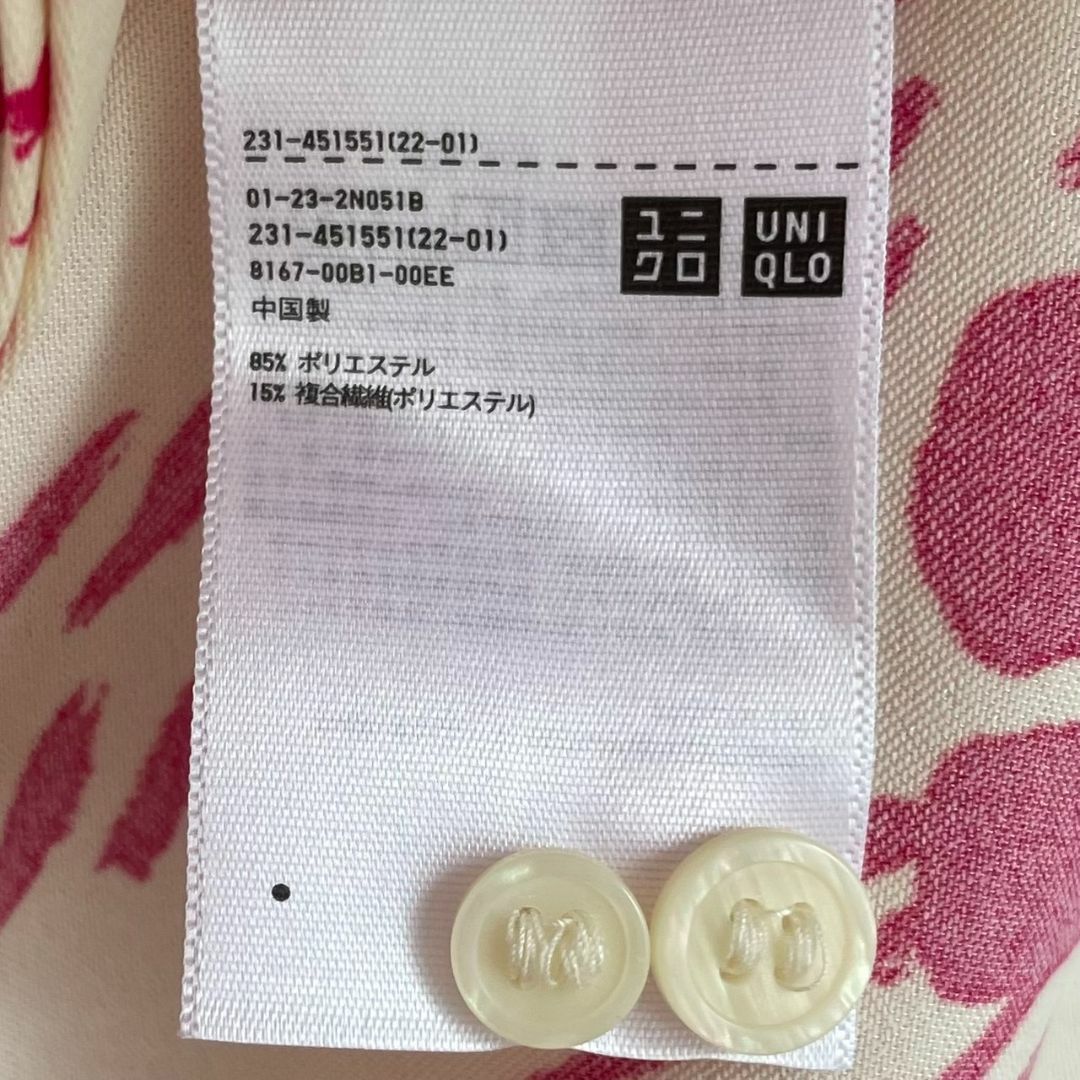 231-451551(22-01)
01-23-2N051B
231-451551(22-01)
8167-00B1-00EE
中国製
85% ポリエステル
15% 複合繊維(ポリエステル)
ユニ
クロ
UNI
QLO